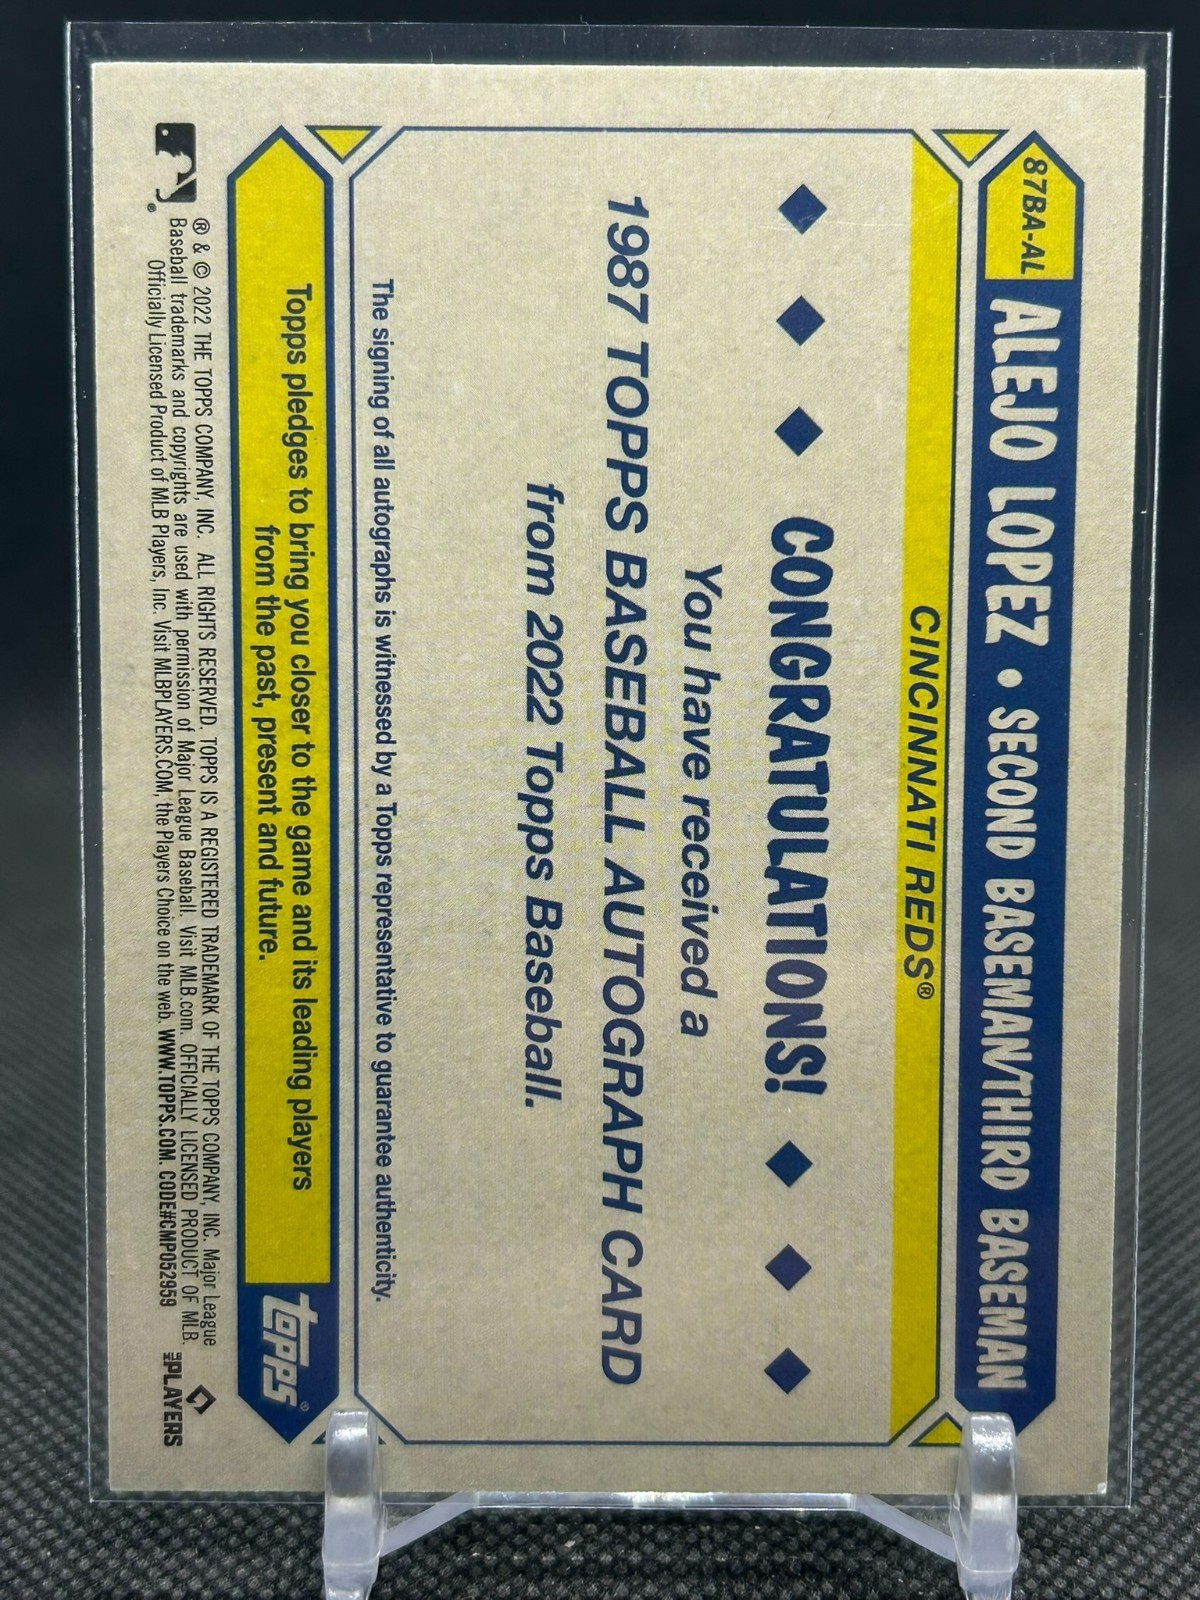 87BA-AL
ALEJO LOPEZ • SECOND BASEMAN/THIRD BASEMAN
CINCINNATI REDS®
CONGRATULATIONS!
You have received a
1987 TOPPS BASEBALL AUTOGRAPH CARD
from 2022 Topps Baseball.
The signing of all autographs is witnessed by a Topps representative to guarantee authenticity.
Topps pledges to bring you closer to the game and its leading players
from the past, present and future.
topps®
® & © 2022 THE TOPPS COMPANY, INC. ALL RIGHTS RESERVED. TOPPS IS A REGISTERED TRADEMARK OF THE TOPPS COMPANY, INC. Major League
Baseball trademarks and copyrights are used with permission of Major League Baseball. Visit MLB.com. OFFICIALLY LICENSED PRODUCT OF MLB
Officially Licensed Product of MLB Players, Inc. Visit MLBPLAYERS.COM, the Players Choice on the web. WWW.TOPPS.COM. CODE#CMP052959
MLB PLAYERS